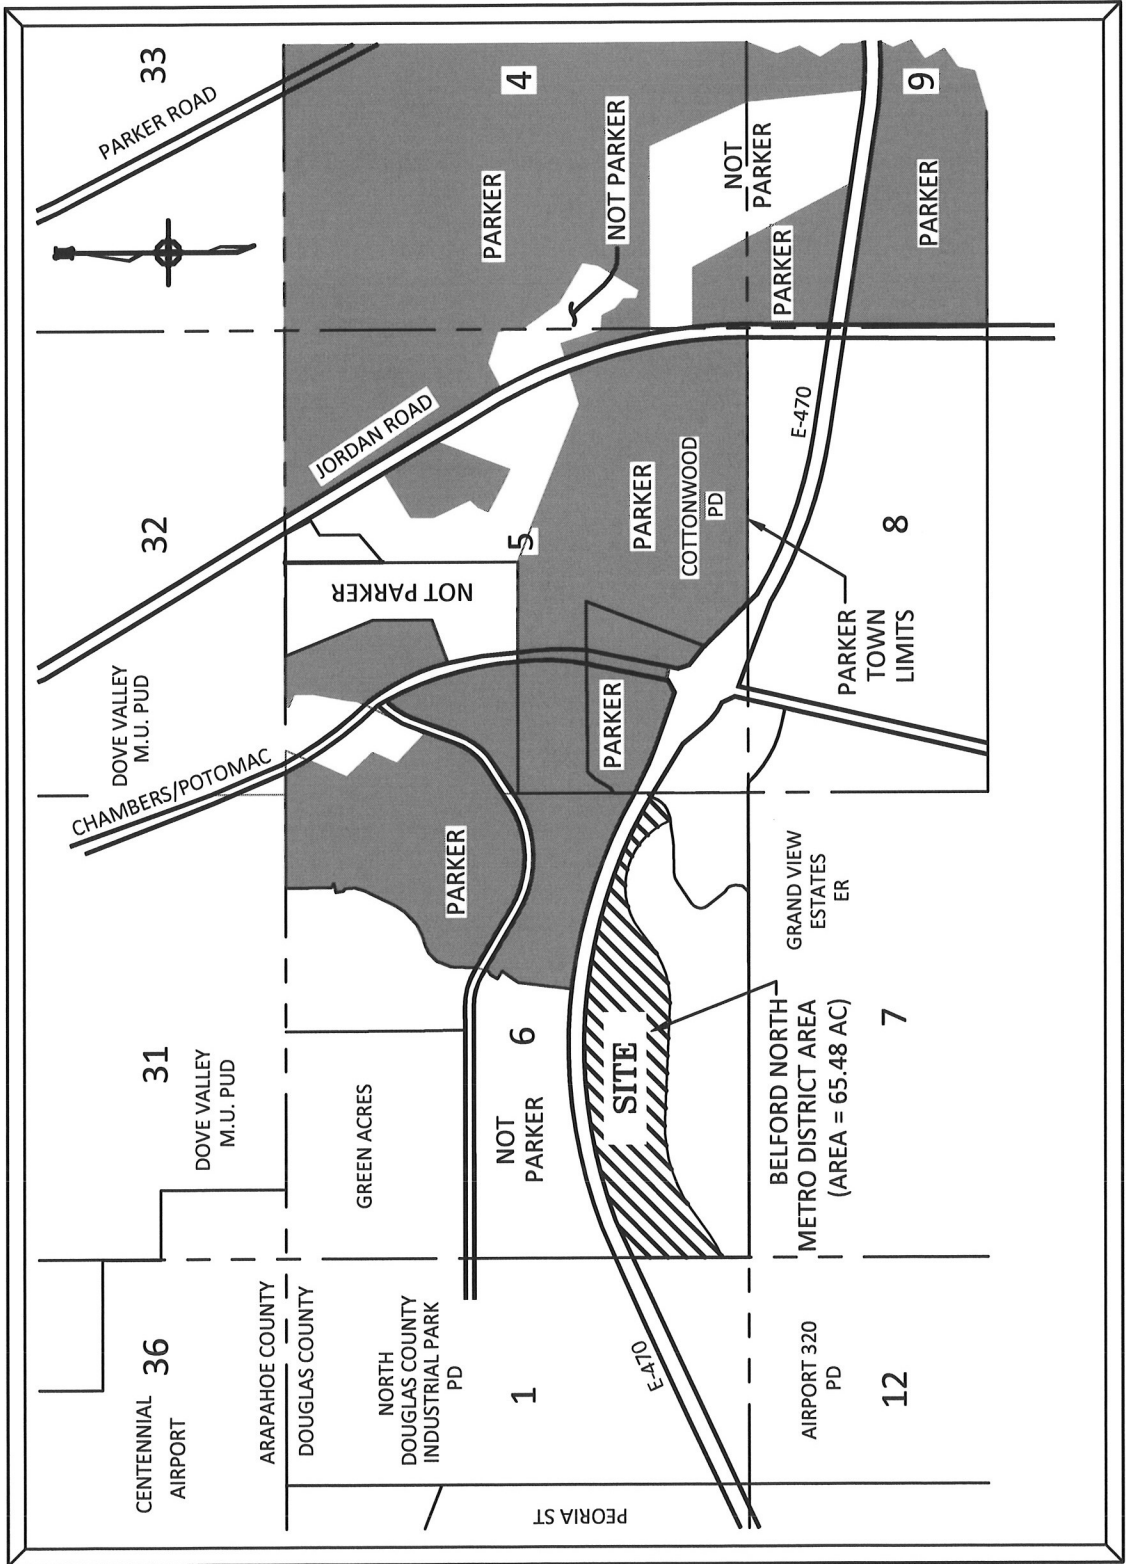 CENTENNIAL
AIRPORT
36
31
DOVE VALLEY
M.U. PUD
DOVE VALLEY
M.U. PUD
32
33
PARKER ROAD
CHAMBERS/POTOMAC
JORDAN ROAD
ARAPAHOE COUNTY
DOUGLAS COUNTY
NORTH
DOUGLAS COUNTY
INDUSTRIAL PARK
PD
1
GREEN ACRES
6
NOT
PARKER
PARKER
NOT PARKER
5
PARKER
4
NOT PARKER
PARKER
PARKER
COTTONWOOD
PD
NOT
PARKER
PARKER
PARKER
9
PEORIA ST
E-470
SITE
E-470
AIRPORT 320
PD
12
BELFORD NORTH
METRO DISTRICT AREA
(AREA = 65.48 AC)
7
GRAND VIEW
ESTATES
ER
PARKER
TOWN
LIMITS
8